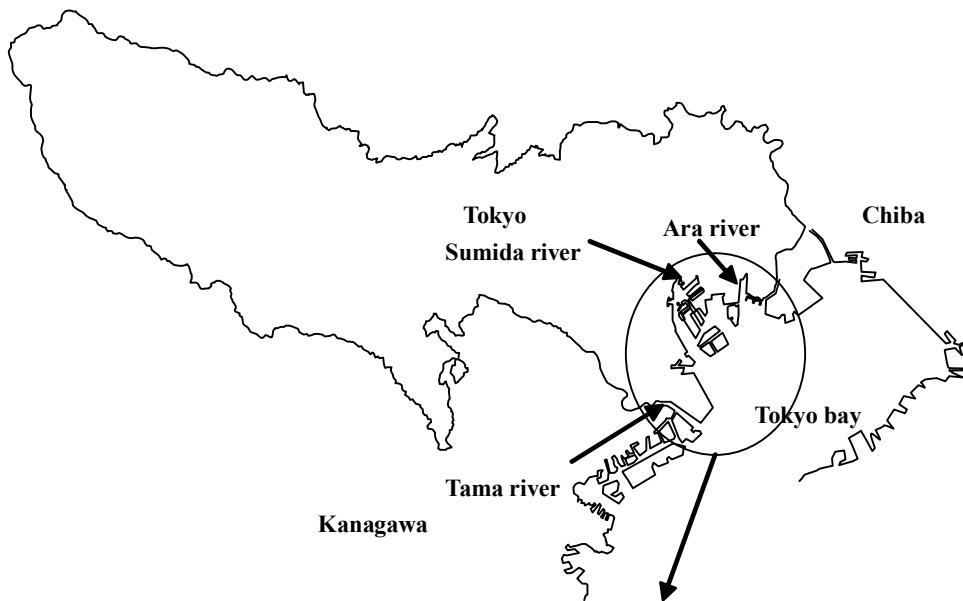 Tokyo
Chiba
Ara river
Sumida river
Tokyo bay
Tama river
Kanagawa